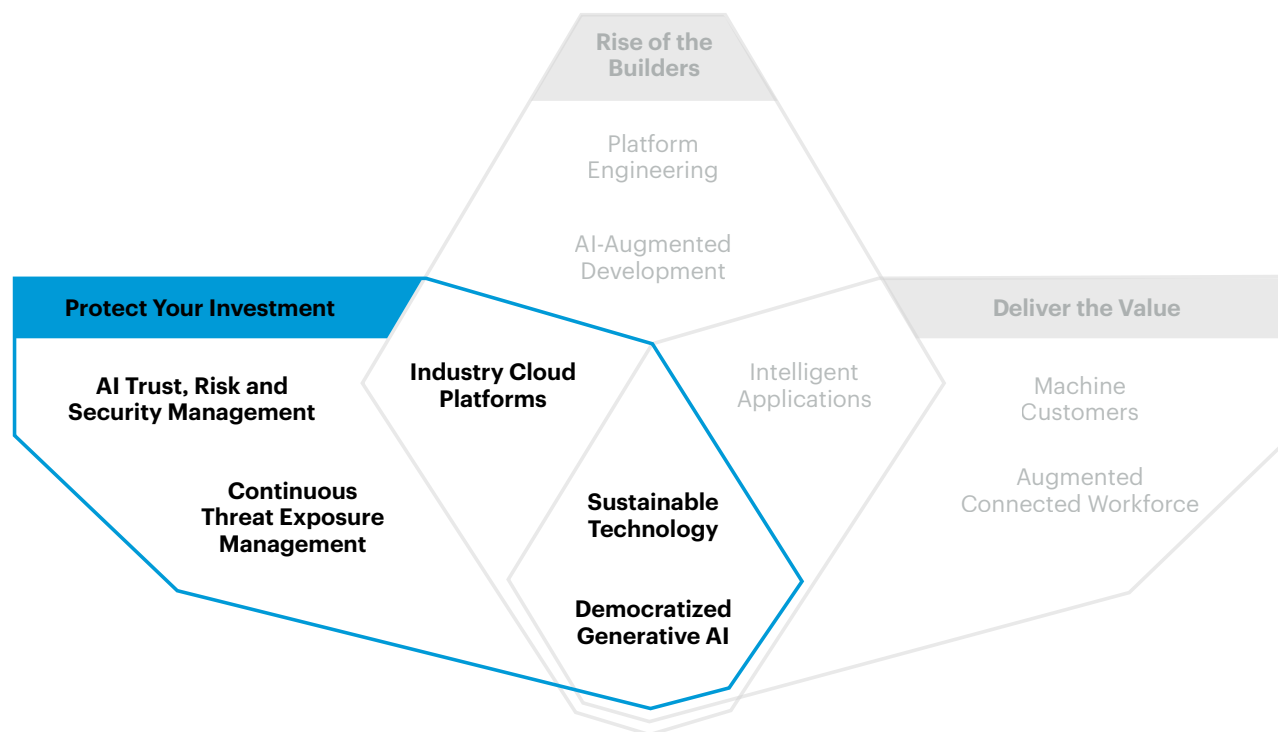 Rise of the
Builders
Platform
Engineering
AI-Augmented
Development
Protect Your Investment
Deliver the Value
AI Trust, Risk and
Security Management
Industry Cloud
Platforms
Intelligent
Applications
Machine
Customers
Continuous
Threat Exposure
Management
Sustainable
Technology
Augmented
Connected Workforce
Democratized
Generative AI